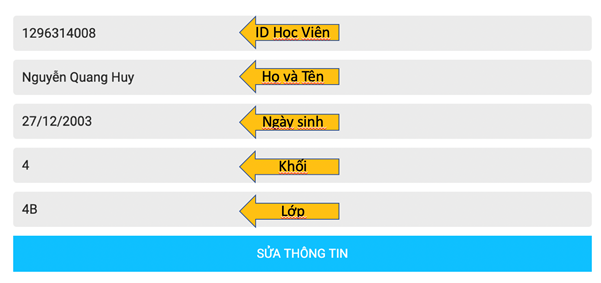 1296314008 ID Học Viên
Nguyễn Quang Huy Họ và Tên
27/12/2003 Ngày sinh
4 Khối
4B Lớp
SỬA THÔNG TIN